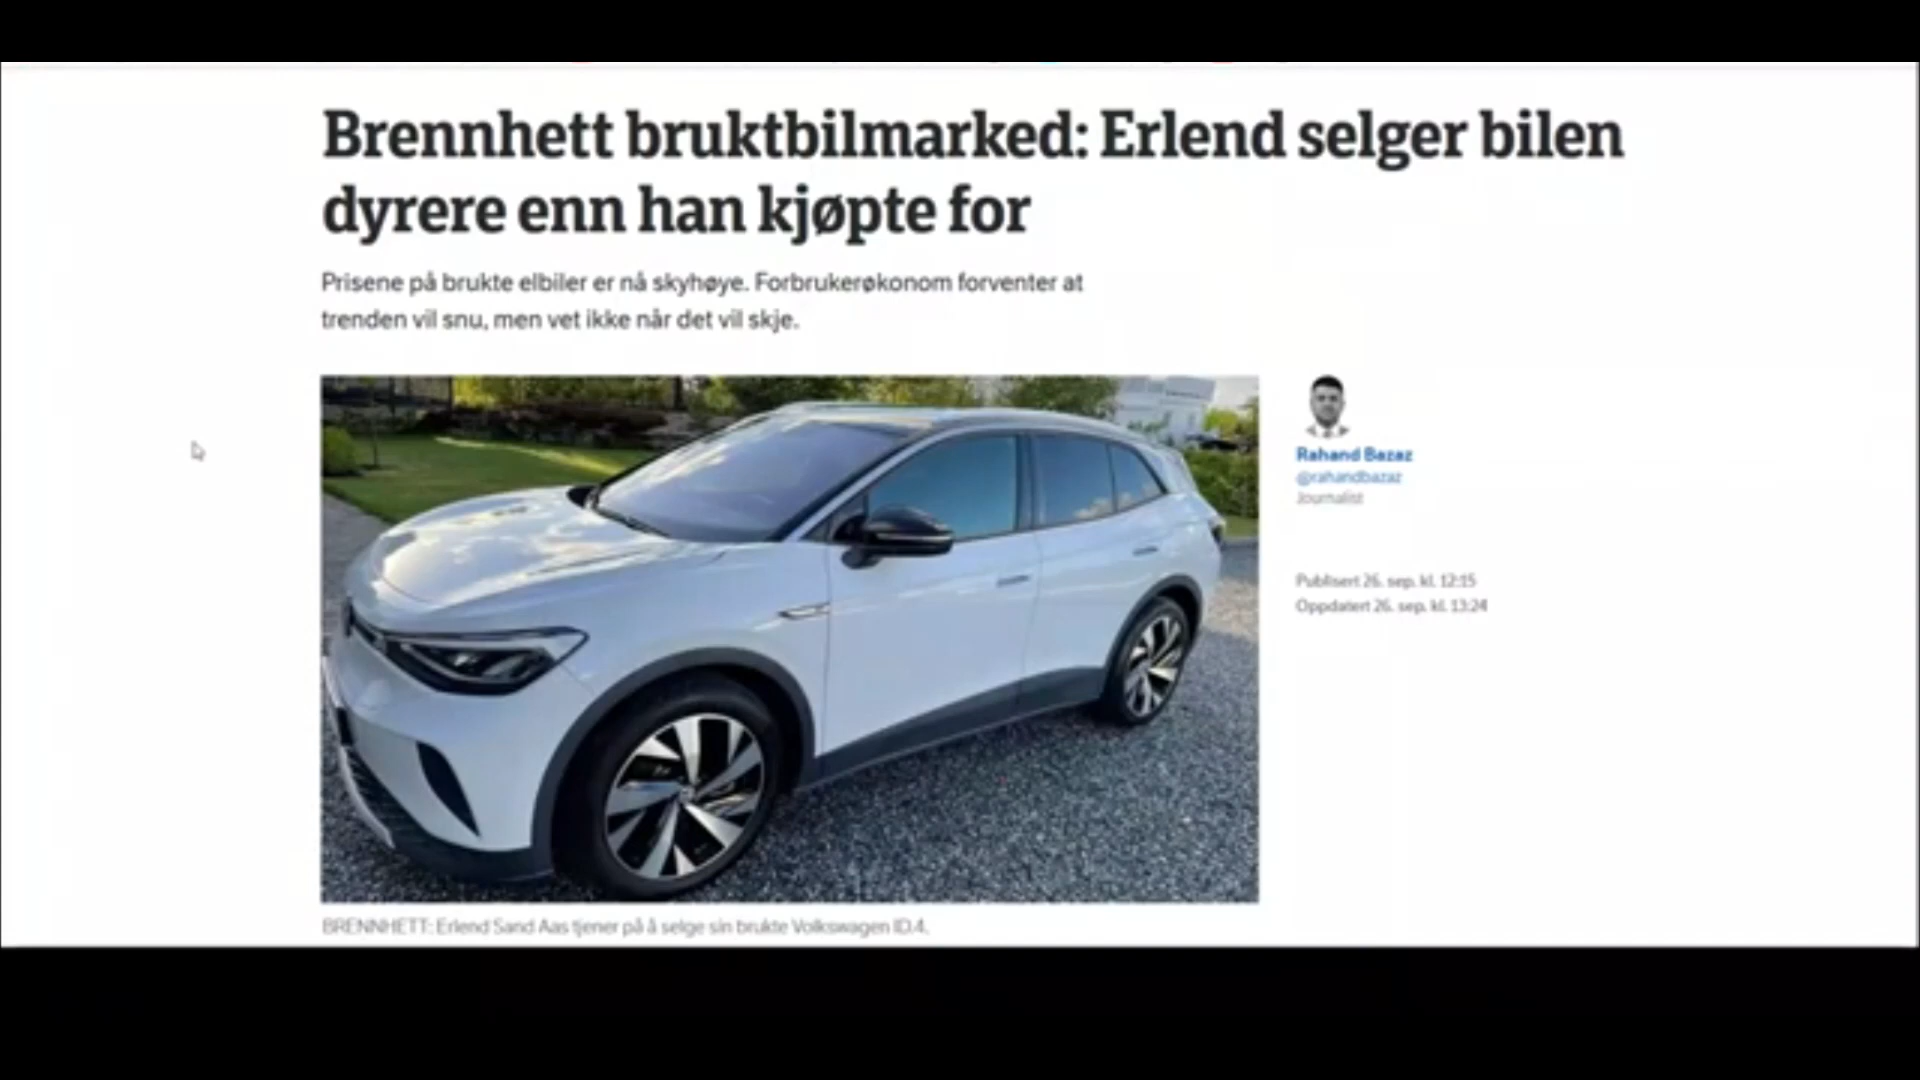 Brennhett bruktbilmarked: Erlend selger bilen
dyrere enn han kjøpte for
Prisene på brukte elbiler er nå skyhøye. Forbrukerøkonom forventer at
trenden vil snu, men vet ikke når det vil skje.
Rahand Bazaz
@rahandbazaz
Journalist
Publisert 26. sep. kl. 12:15
Oppdatert 26. sep. kl. 13:24
BRENNHETT: Erlend Sand Aas tjener på å selge sin brukte Volkswagen ID.4.